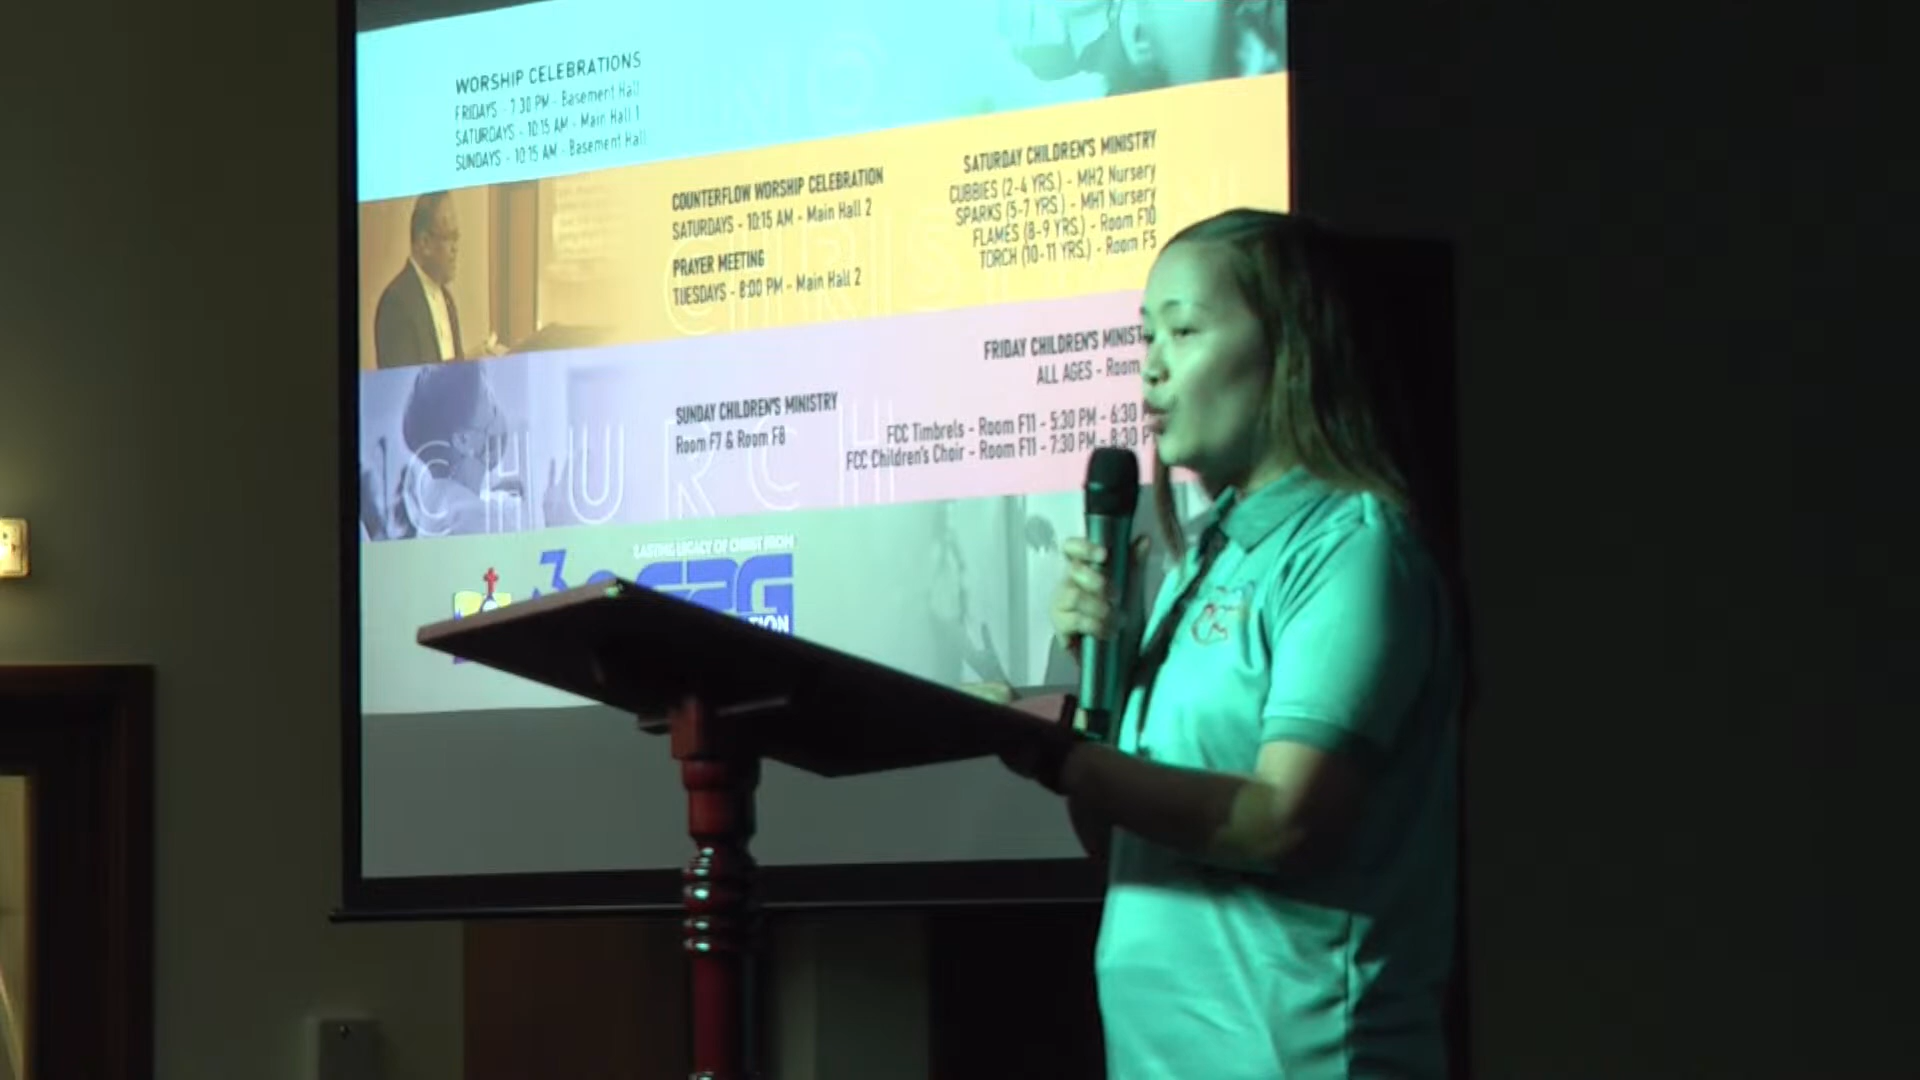 WORSHIP CELEBRATIONS
FRIDAYS - 7:30 PM - Basement Hall
SATURDAYS - 10:15 AM - Main Hall 1
SUNDAYS - 10:15 AM - Basement Hall
COUNTERFLOW WORSHIP CELEBRATION
SATURDAYS - 10:15 AM - Main Hall 2
PRAYER MEETING
TUESDAYS - 8:00 PM - Main Hall 2
SATURDAY CHILDREN'S MINISTRY
CUBBIES (2-4 YRS.) - MH2 Nursery
SPARKS (5-7 YRS.) - MH1 Nursery
FLAMES (8-9 YRS.) - Room F10
TORCH (10-11 YRS.) - Room F5
FRIDAY CHILDREN'S
ALL AGES - Room
SUNDAY CHILDREN'S MINISTRY
Room F7 & Room F8
FCC Timbrels - Room F11 - 5:30 PM - 6:30
FCC Children's Choir - Room F11 - 7:30 PM - 8:30
CHURCH
LASTING LEGACY OF CHRIST FROM
G2G